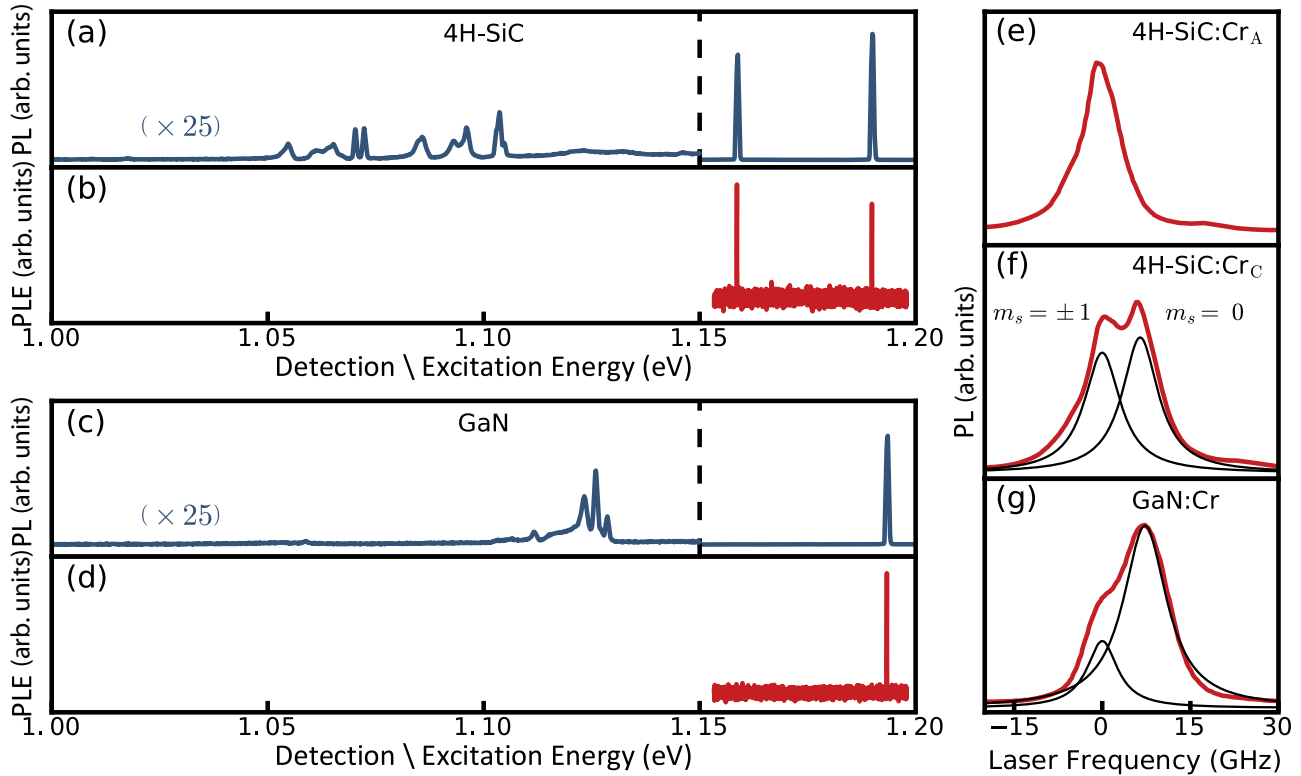 (a)
4H-SiC
(× 25)
PL (arb. units)
(b)
PLE (arb. units)
1.00 1.05 1.10 1.15 1.20
Detection \ Excitation Energy (eV)
(c)
GaN
(× 25)
PL (arb. units)
(d)
PLE (arb. units)
1.00 1.05 1.10 1.15 1.20
Detection \ Excitation Energy (eV)
(e)
4H-SiC:Cr_A
(f)
4H-SiC:Cr_C
m_s = ± 1 m_s = 0
PL (arb. units)
(g)
GaN:Cr
−15 0 15 30
Laser Frequency (GHz)